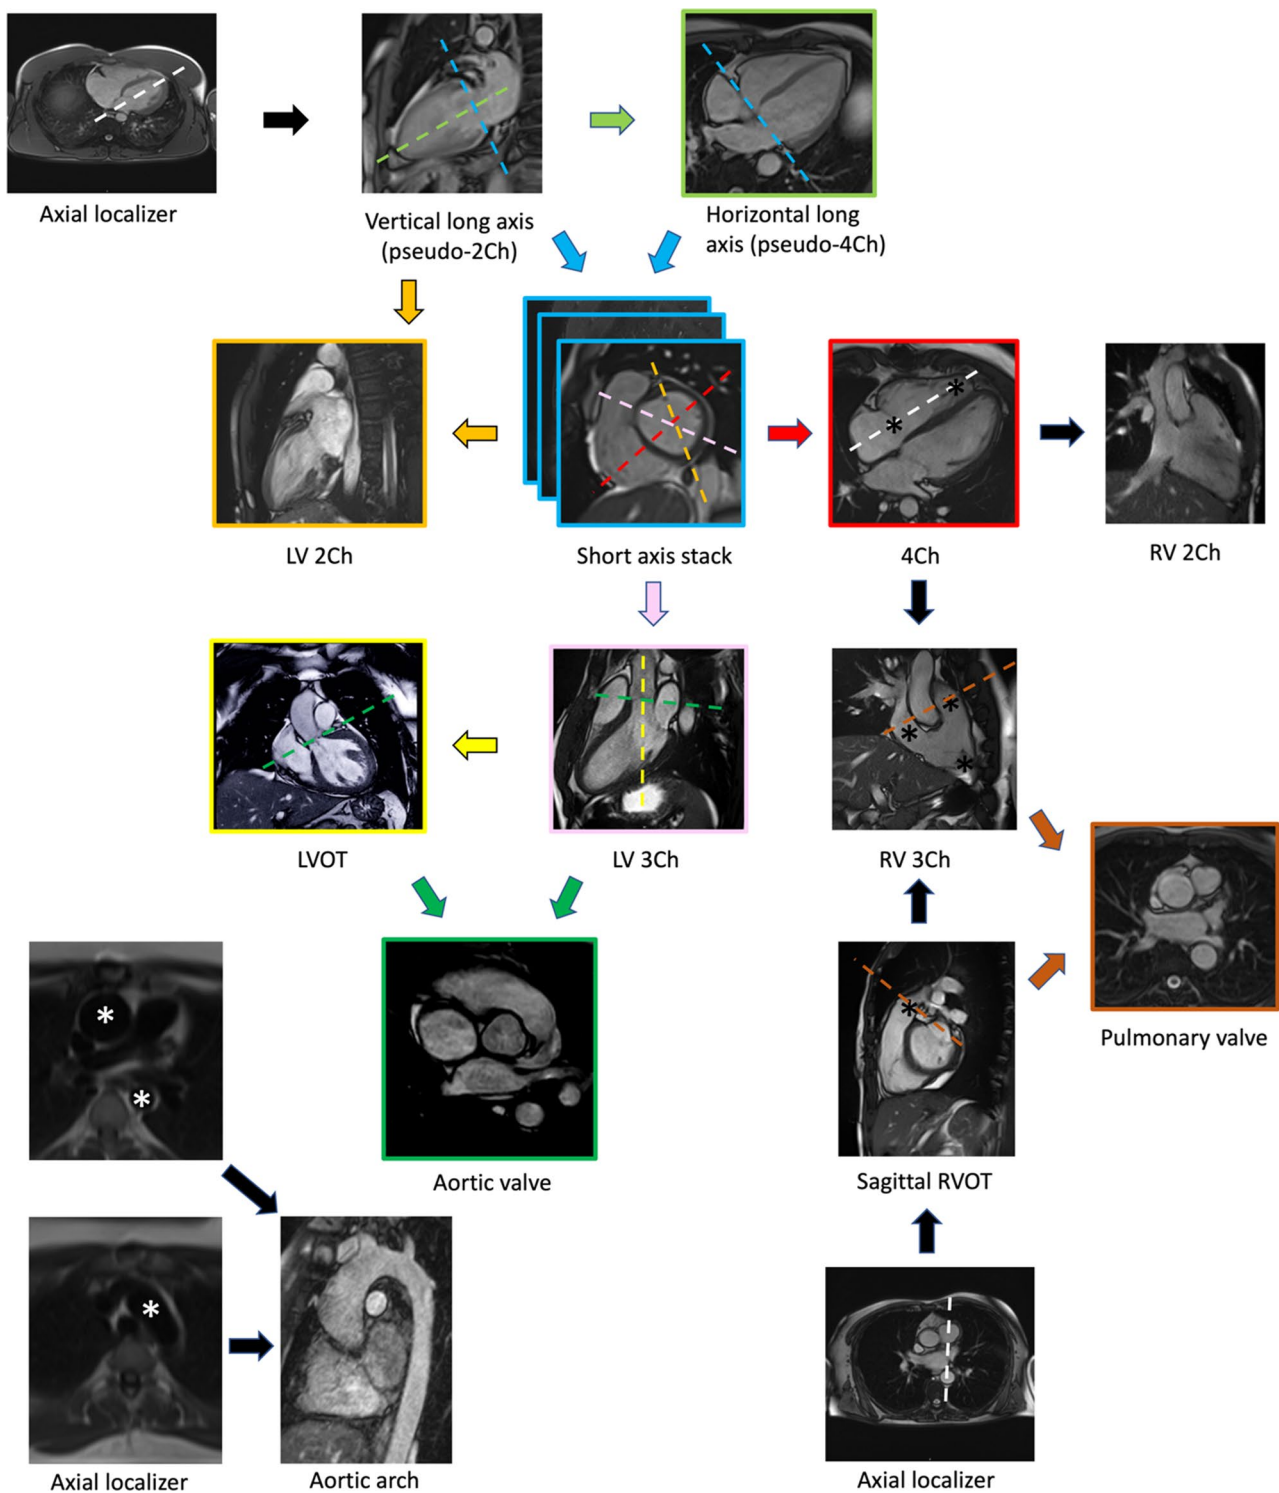 Axial localizer
Vertical long axis
(pseudo-2Ch)
Horizontal long
axis (pseudo-4Ch)
LV 2Ch
Short axis stack
4Ch
RV 2Ch
LVOT
LV 3Ch
RV 3Ch
Pulmonary valve
Aortic valve
Sagittal RVOT
Axial localizer
Aortic arch
Axial localizer